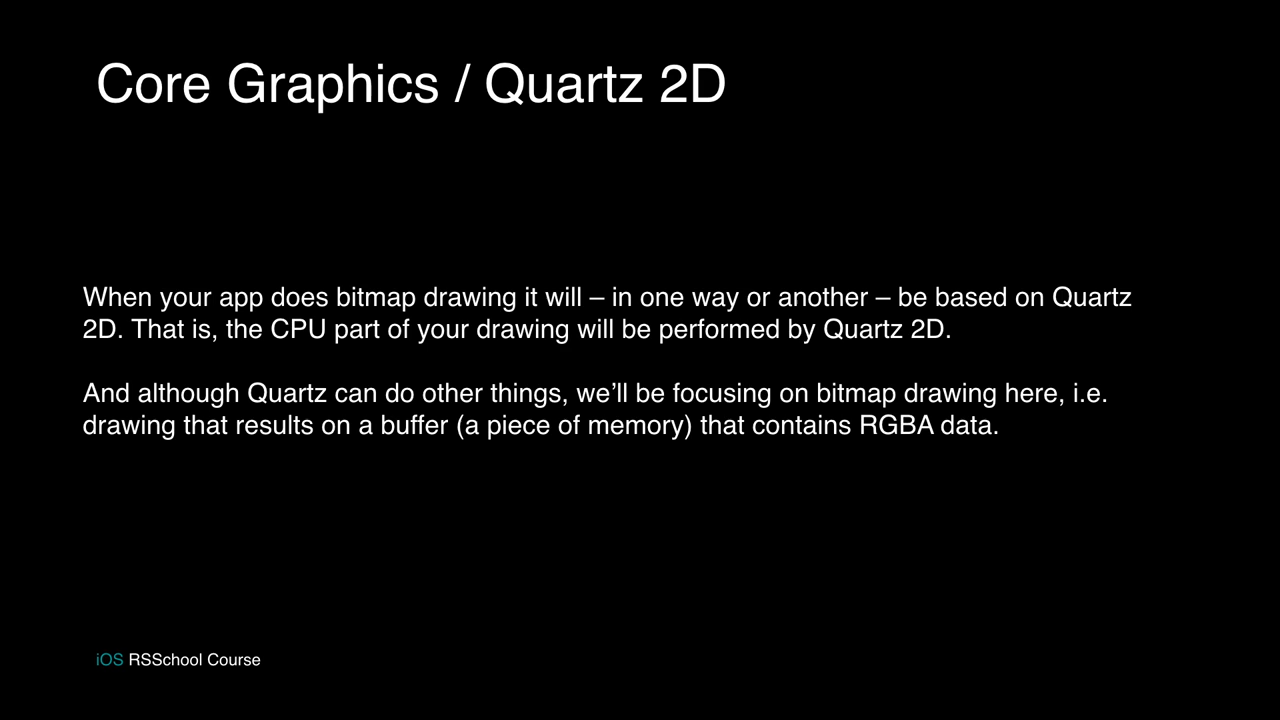 Core Graphics / Quartz 2D
When your app does bitmap drawing it will – in one way or another – be based on Quartz
2D. That is, the CPU part of your drawing will be performed by Quartz 2D.
And although Quartz can do other things, we’ll be focusing on bitmap drawing here, i.e.
drawing that results on a buffer (a piece of memory) that contains RGBA data.
iOS RSSchool Course